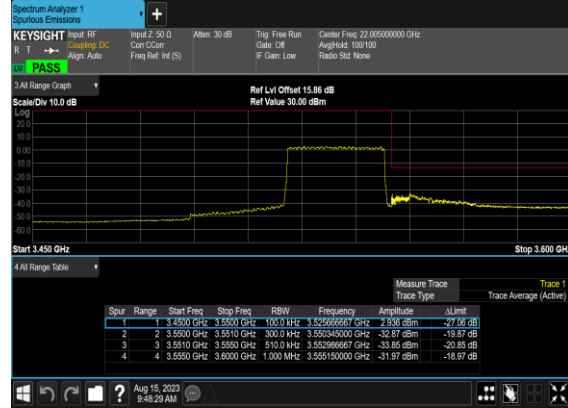 Spectrum Analyzer 1
Spurious Emissions
KEYSIGHT Input: RF Input Z: 50 Ω Atten: 30 dB Trig: Free Run Center Freq: 22.005000000 GHz
R T Coupling: DC Corr CCorr Gate: Off Avg|Hold: 100/100
Align: Auto Freq Ref: Int (S) IF Gain: Low Radio Std: None
PASS
3 All Range Graph Ref Lvl Offset 15.86 dB
Scale/Div 10.0 dB Ref Value 30.00 dBm
Log
20.0
10.0
0.00
-10.0
-20.0
-30.0
-40.0
-50.0
-60.0
Start 3.450 GHz Stop 3.600 GH
4 All Range Table
Measure Trace Trace 1
Trace Type Trace Average (Active)
Spur Range Start Freq Stop Freq RBW Frequency Amplitude ΔLimit
1 1 3.4500 GHz 3.5500 GHz 100.0 kHz 3.525666667 GHz 2.936 dBm -27.06 dB
2 2 3.5500 GHz 3.5510 GHz 300.0 kHz 3.550345000 GHz -32.87 dBm -19.87 dB
3 3 3.5510 GHz 3.5550 GHz 510.0 kHz 3.552986667 GHz -33.85 dBm -20.85 dB
4 4 3.5550 GHz 3.6000 GHz 1.000 MHz 3.555150000 GHz -31.97 dBm -18.97 dB
? Aug 15, 2023
9:48:29 AM